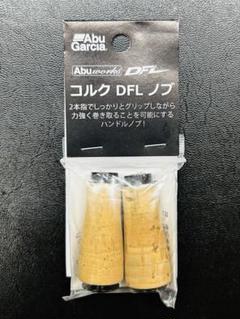 Abu
Garcia
Abuworks DFL
コルク DFL ノブ
2本指でしっかりとグリップしながら
力強く巻き取ることを可能にする
ハンドルノブ！